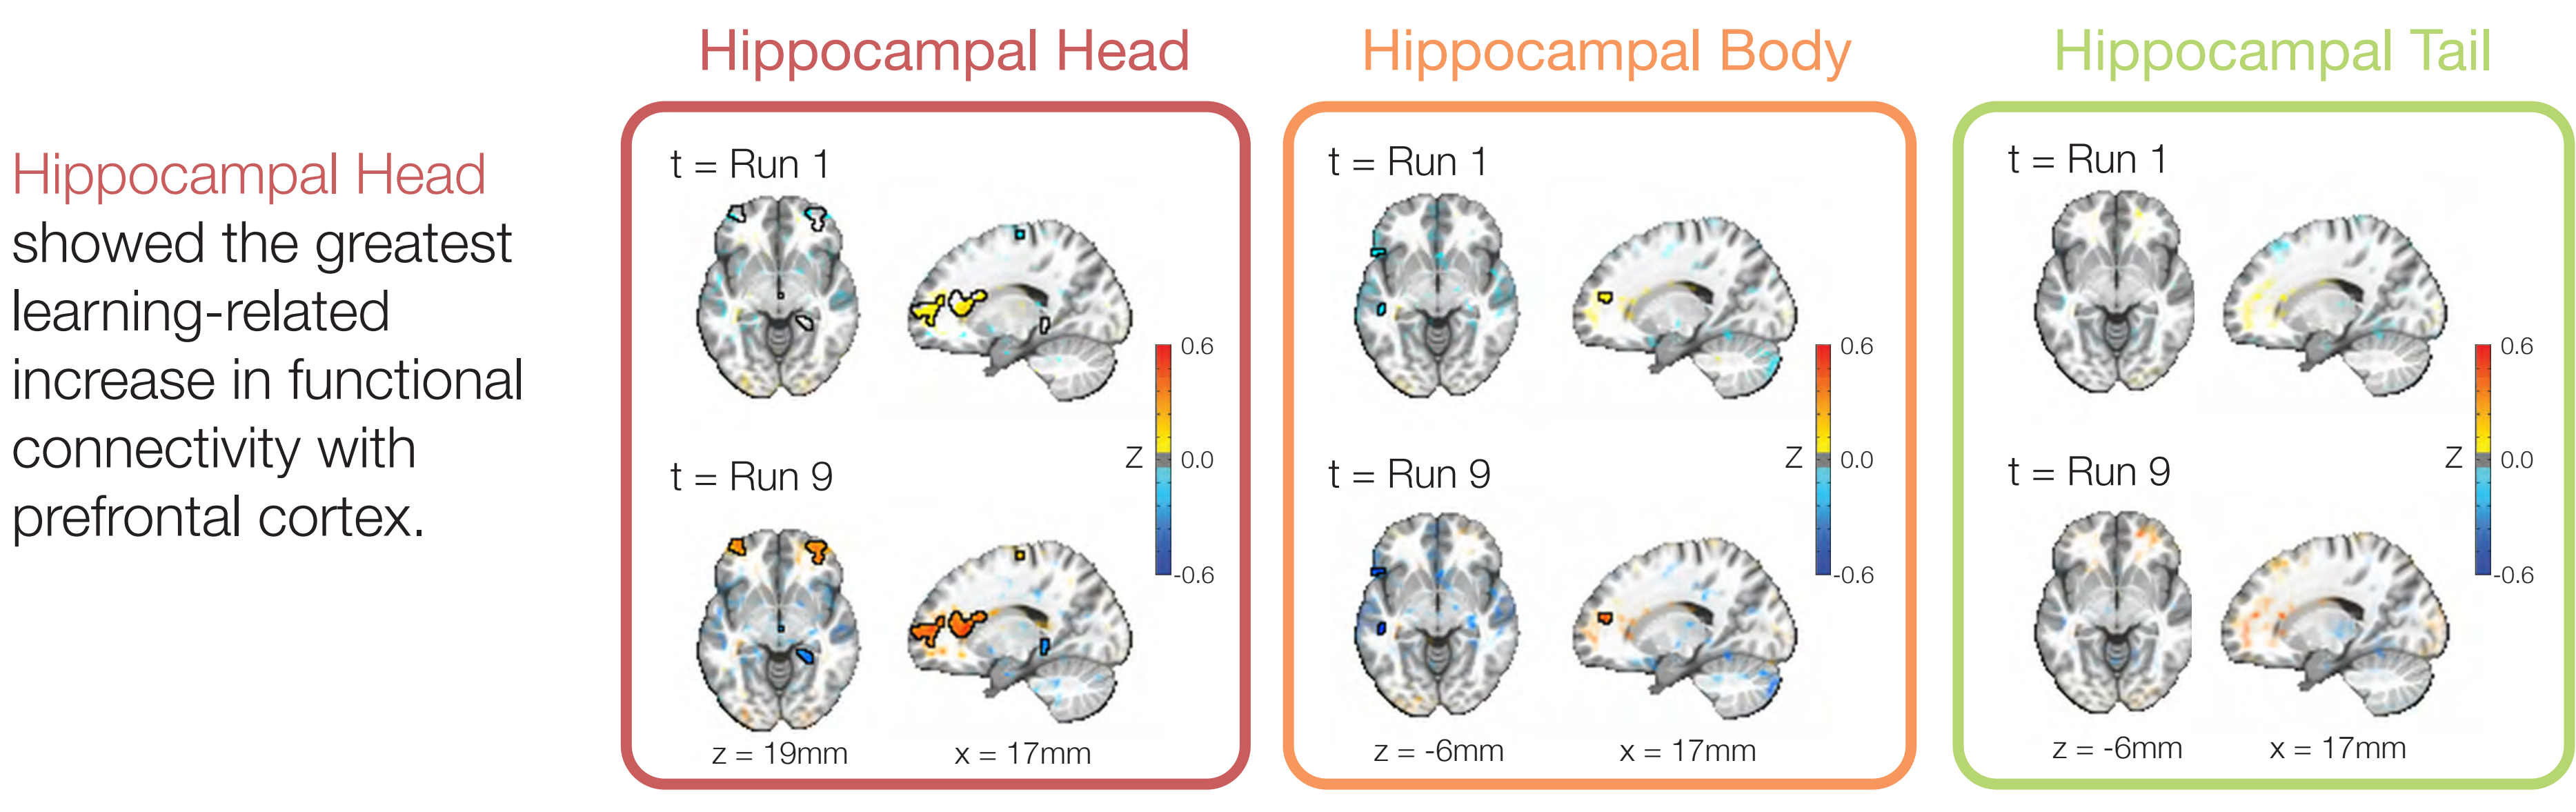 Hippocampal Head
showed the greatest
learning-related
increase in functional
connectivity with
prefrontal cortex.
Hippocampal Head
t = Run 1
0.6
Z 0.0
-0.6
t = Run 9
z = 19mm x = 17mm
Hippocampal Body
t = Run 1
0.6
Z 0.0
-0.6
t = Run 9
z = -6mm x = 17mm
Hippocampal Tail
t = Run 1
0.6
Z 0.0
-0.6
t = Run 9
z = -6mm x = 17mm